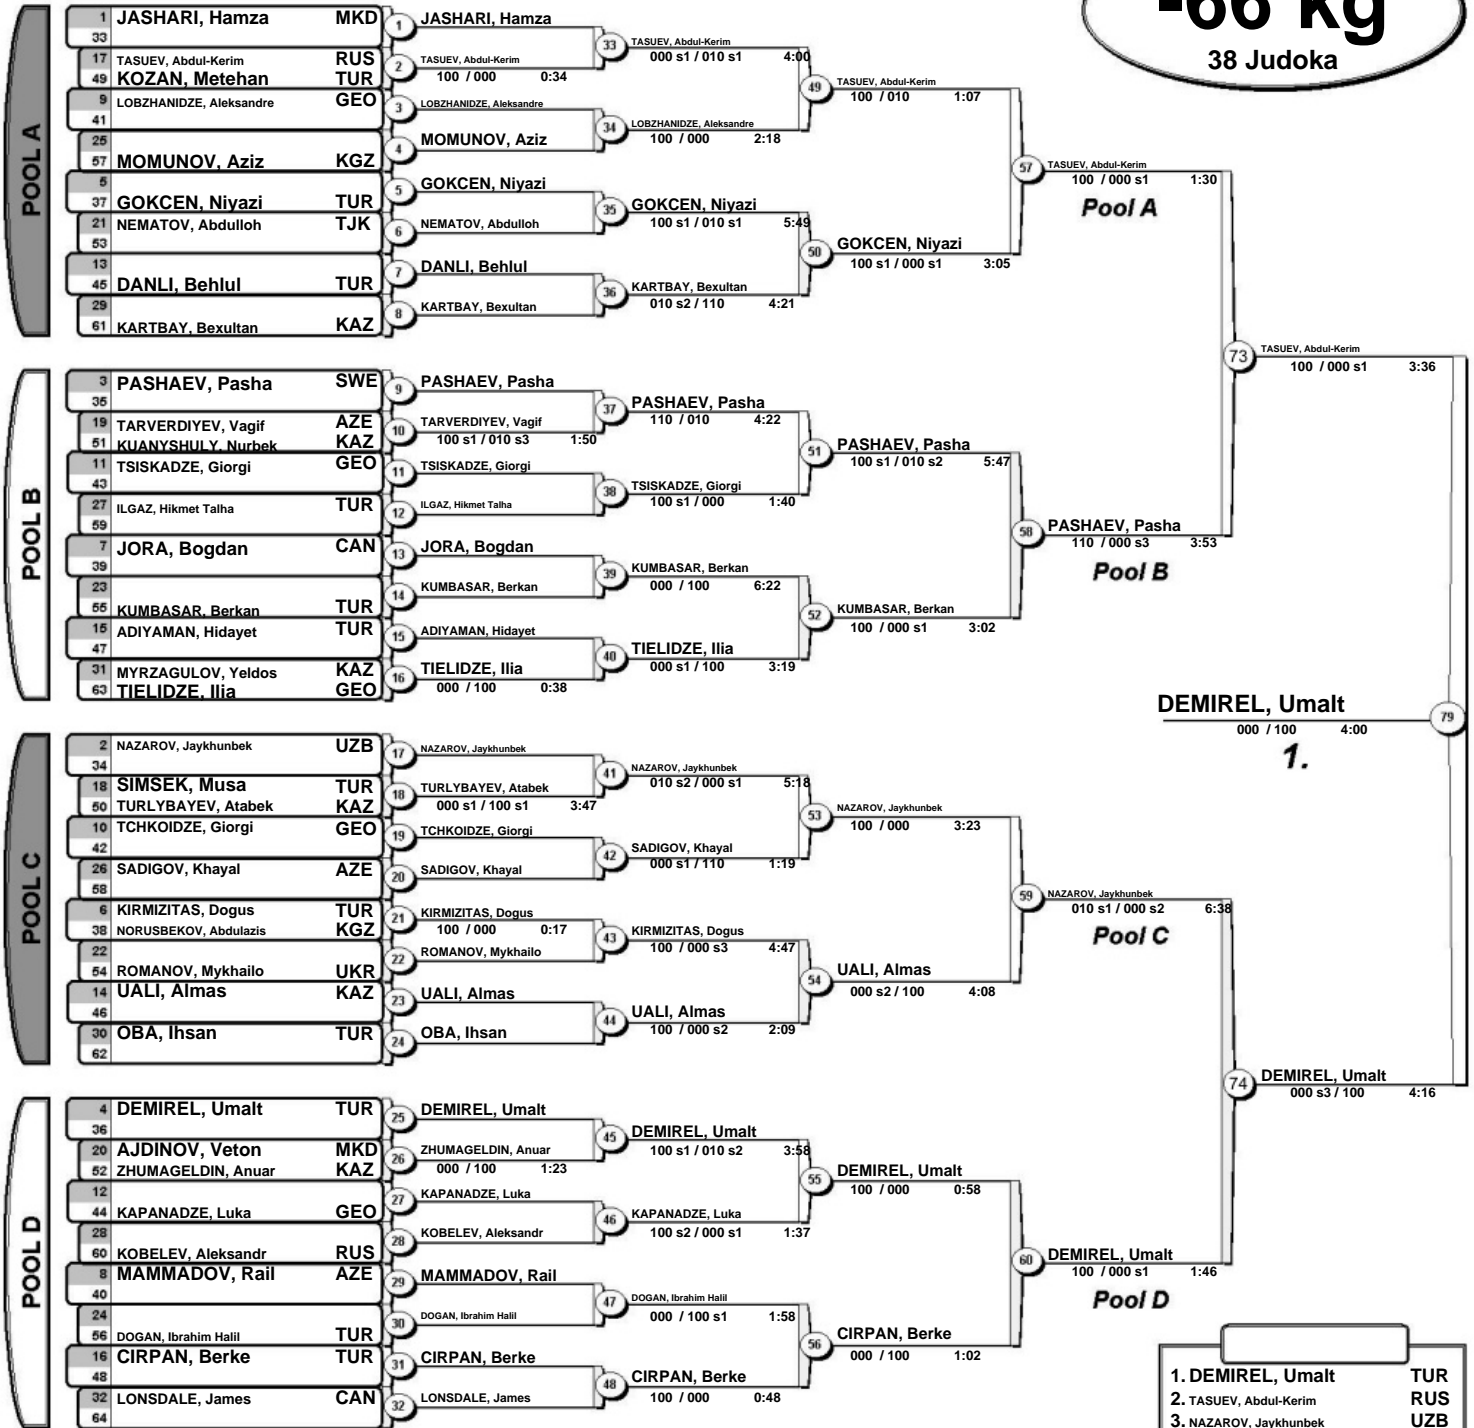 -66 kg
38 Judoka
POOL A
1 JASHARI, Hamza MKD
33
17 TASUEV, Abdul-Kerim RUS
49 KOZAN, Metehan TUR
9 LOBZHANIDZE, Aleksandre GEO
41
25
57 MOMUNOV, Aziz KGZ
5
37 GOKCEN, Niyazi TUR
21 NEMATOV, Abdulloh TJK
53
13
45 DANLI, Behlul TUR
29
61 KARTBAY, Bexultan KAZ
1 JASHARI, Hamza
2 TASUEV, Abdul-Kerim
100 / 000 0:34
3 LOBZHANIDZE, Aleksandre
4 MOMUNOV, Aziz
5 GOKCEN, Niyazi
6 NEMATOV, Abdulloh
7 DANLI, Behlul
8 KARTBAY, Bexultan
33 TASUEV, Abdul-Kerim
000 s1 / 010 s1 4:00
34 LOBZHANIDZE, Aleksandre
100 / 000 2:18
35 GOKCEN, Niyazi
100 s1 / 010 s1 5:49
36 KARTBAY, Bexultan
010 s2 / 110 4:21
49 TASUEV, Abdul-Kerim
100 / 010 1:07
50 GOKCEN, Niyazi
100 s1 / 000 s1 3:05
57 TASUEV, Abdul-Kerim
100 / 000 s1 1:30
Pool A
POOL B
3 PASHAEV, Pasha SWE
35
19 TARVERDIYEV, Vagif AZE
51 KUANYSHULY, Nurbek KAZ
11 TSISKADZE, Giorgi GEO
43
27 ILGAZ, Hikmet Talha TUR
59
7 JORA, Bogdan CAN
39
23
55 KUMBASAR, Berkan TUR
15 ADIYAMAN, Hidayet TUR
47
31 MYRZAGULOV, Yeldos KAZ
63 TIELIDZE, Ilia GEO
9 PASHAEV, Pasha
10 TARVERDIYEV, Vagif
100 s1 / 010 s3 1:50
11 TSISKADZE, Giorgi
12 ILGAZ, Hikmet Talha
13 JORA, Bogdan
14 KUMBASAR, Berkan
15 ADIYAMAN, Hidayet
16 TIELIDZE, Ilia
000 / 100 0:38
37 PASHAEV, Pasha
110 / 010 4:22
38 TSISKADZE, Giorgi
100 s1 / 000 1:40
39 KUMBASAR, Berkan
000 / 100 6:22
40 TIELIDZE, Ilia
000 s1 / 100 3:19
51 PASHAEV, Pasha
100 s1 / 010 s2 5:47
52 KUMBASAR, Berkan
100 / 000 s1 3:02
58 PASHAEV, Pasha
110 / 000 s3 3:53
Pool B
73 TASUEV, Abdul-Kerim
100 / 000 s1 3:36
DEMIREL, Umalt
000 / 100 4:00
79
1.
POOL C
2 NAZAROV, Jaykhunbek UZB
34
18 SIMSEK, Musa TUR
50 TURLYBAYEV, Atabek KAZ
10 TCHKOIDZE, Giorgi GEO
42
26 SADIGOV, Khayal AZE
58
6 KIRMIZITAS, Dogus TUR
38 NORUSBEKOV, Abdulazis KGZ
22
54 ROMANOV, Mykhailo UKR
14 UALI, Almas KAZ
46
30 OBA, Ihsan TUR
62
17 NAZAROV, Jaykhunbek
18 TURLYBAYEV, Atabek
000 s1 / 100 s1 3:47
19 TCHKOIDZE, Giorgi
20 SADIGOV, Khayal
21 KIRMIZITAS, Dogus
100 / 000 0:17
22 ROMANOV, Mykhailo
23 UALI, Almas
24 OBA, Ihsan
41 NAZAROV, Jaykhunbek
010 s2 / 000 s1 5:18
42 SADIGOV, Khayal
000 s1 / 110 1:19
43 KIRMIZITAS, Dogus
100 / 000 s3 4:47
44 UALI, Almas
100 / 000 s2 2:09
53 NAZAROV, Jaykhunbek
100 / 000 3:23
54 UALI, Almas
000 s2 / 100 4:08
59 NAZAROV, Jaykhunbek
010 s1 / 000 s2 6:38
Pool C
74 DEMIREL, Umalt
000 s3 / 100 4:16
POOL D
4 DEMIREL, Umalt TUR
36
20 AJDINOV, Veton MKD
52 ZHUMAGELDIN, Anuar KAZ
12
44 KAPANADZE, Luka GEO
28
60 KOBELEV, Aleksandr RUS
8 MAMMADOV, Rail AZE
40
24
56 DOGAN, Ibrahim Halil TUR
16 CIRPAN, Berke TUR
48
32 LONSDALE, James CAN
64
25 DEMIREL, Umalt
26 ZHUMAGELDIN, Anuar
000 / 100 1:23
27 KAPANADZE, Luka
28 KOBELEV, Aleksandr
29 MAMMADOV, Rail
30 DOGAN, Ibrahim Halil
31 CIRPAN, Berke
32 LONSDALE, James
45 DEMIREL, Umalt
100 s1 / 010 s2 3:58
46 KAPANADZE, Luka
100 s2 / 000 s1 1:37
47 DOGAN, Ibrahim Halil
000 / 100 s1 1:58
48 CIRPAN, Berke
100 / 000 0:48
55 DEMIREL, Umalt
100 / 000 0:58
56 CIRPAN, Berke
000 / 100 1:02
60 DEMIREL, Umalt
100 / 000 s1 1:46
Pool D
1. DEMIREL, Umalt TUR
2. TASUEV, Abdul-Kerim RUS
3. NAZAROV, Jaykhunbek UZB